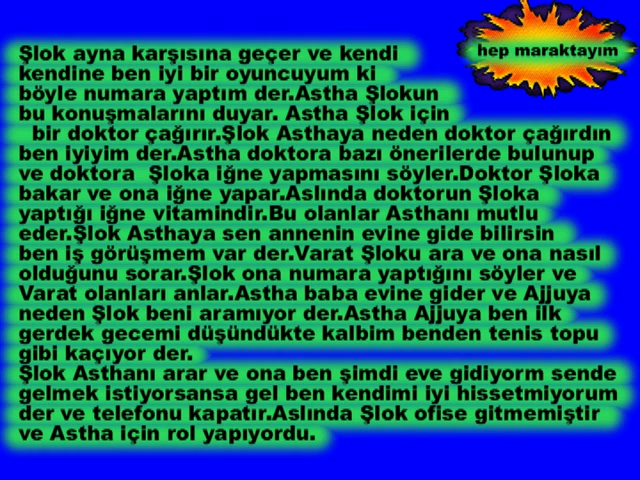 hep maraktayım
Şlok ayna karşısına geçer ve kendi
kendine ben iyi bir oyuncuyum ki
böyle numara yaptım der.Astha Şlokun
bu konuşmalarını duyar. Astha Şlok için
bir doktor çağırır.Şlok Asthaya neden doktor çağırdın
ben iyiyim der.Astha doktora bazı önerilerde bulunup
ve doktora Şloka iğne yapmasını söyler.Doktor Şloka
bakar ve ona iğne yapar.Aslında doktorun Şloka
yaptığı iğne vitamindir.Bu olanlar Asthanı mutlu
eder.Şlok Asthaya sen annenin evine gide bilirsin
ben iş görüşmem var der.Varat Şloku ara ve ona nasıl
olduğunu sorar.Şlok ona numara yaptığını söyler ve
Varat olanları anlar.Astha baba evine gider ve Ajjuya
neden Şlok beni aramıyor der.Astha Ajjuya ben ilk
gerdek gecemi düşündükte kalbim benden tenis topu
gibi kaçıyor der.
Şlok Asthanı arar ve ona ben şimdi eve gidiyorm sende
gelmek istiyorsansa gel ben kendimi iyi hissetmiyorum
der ve telefonu kapatır.Aslında Şlok ofise gitmemiştir
ve Astha için rol yapıyordu.